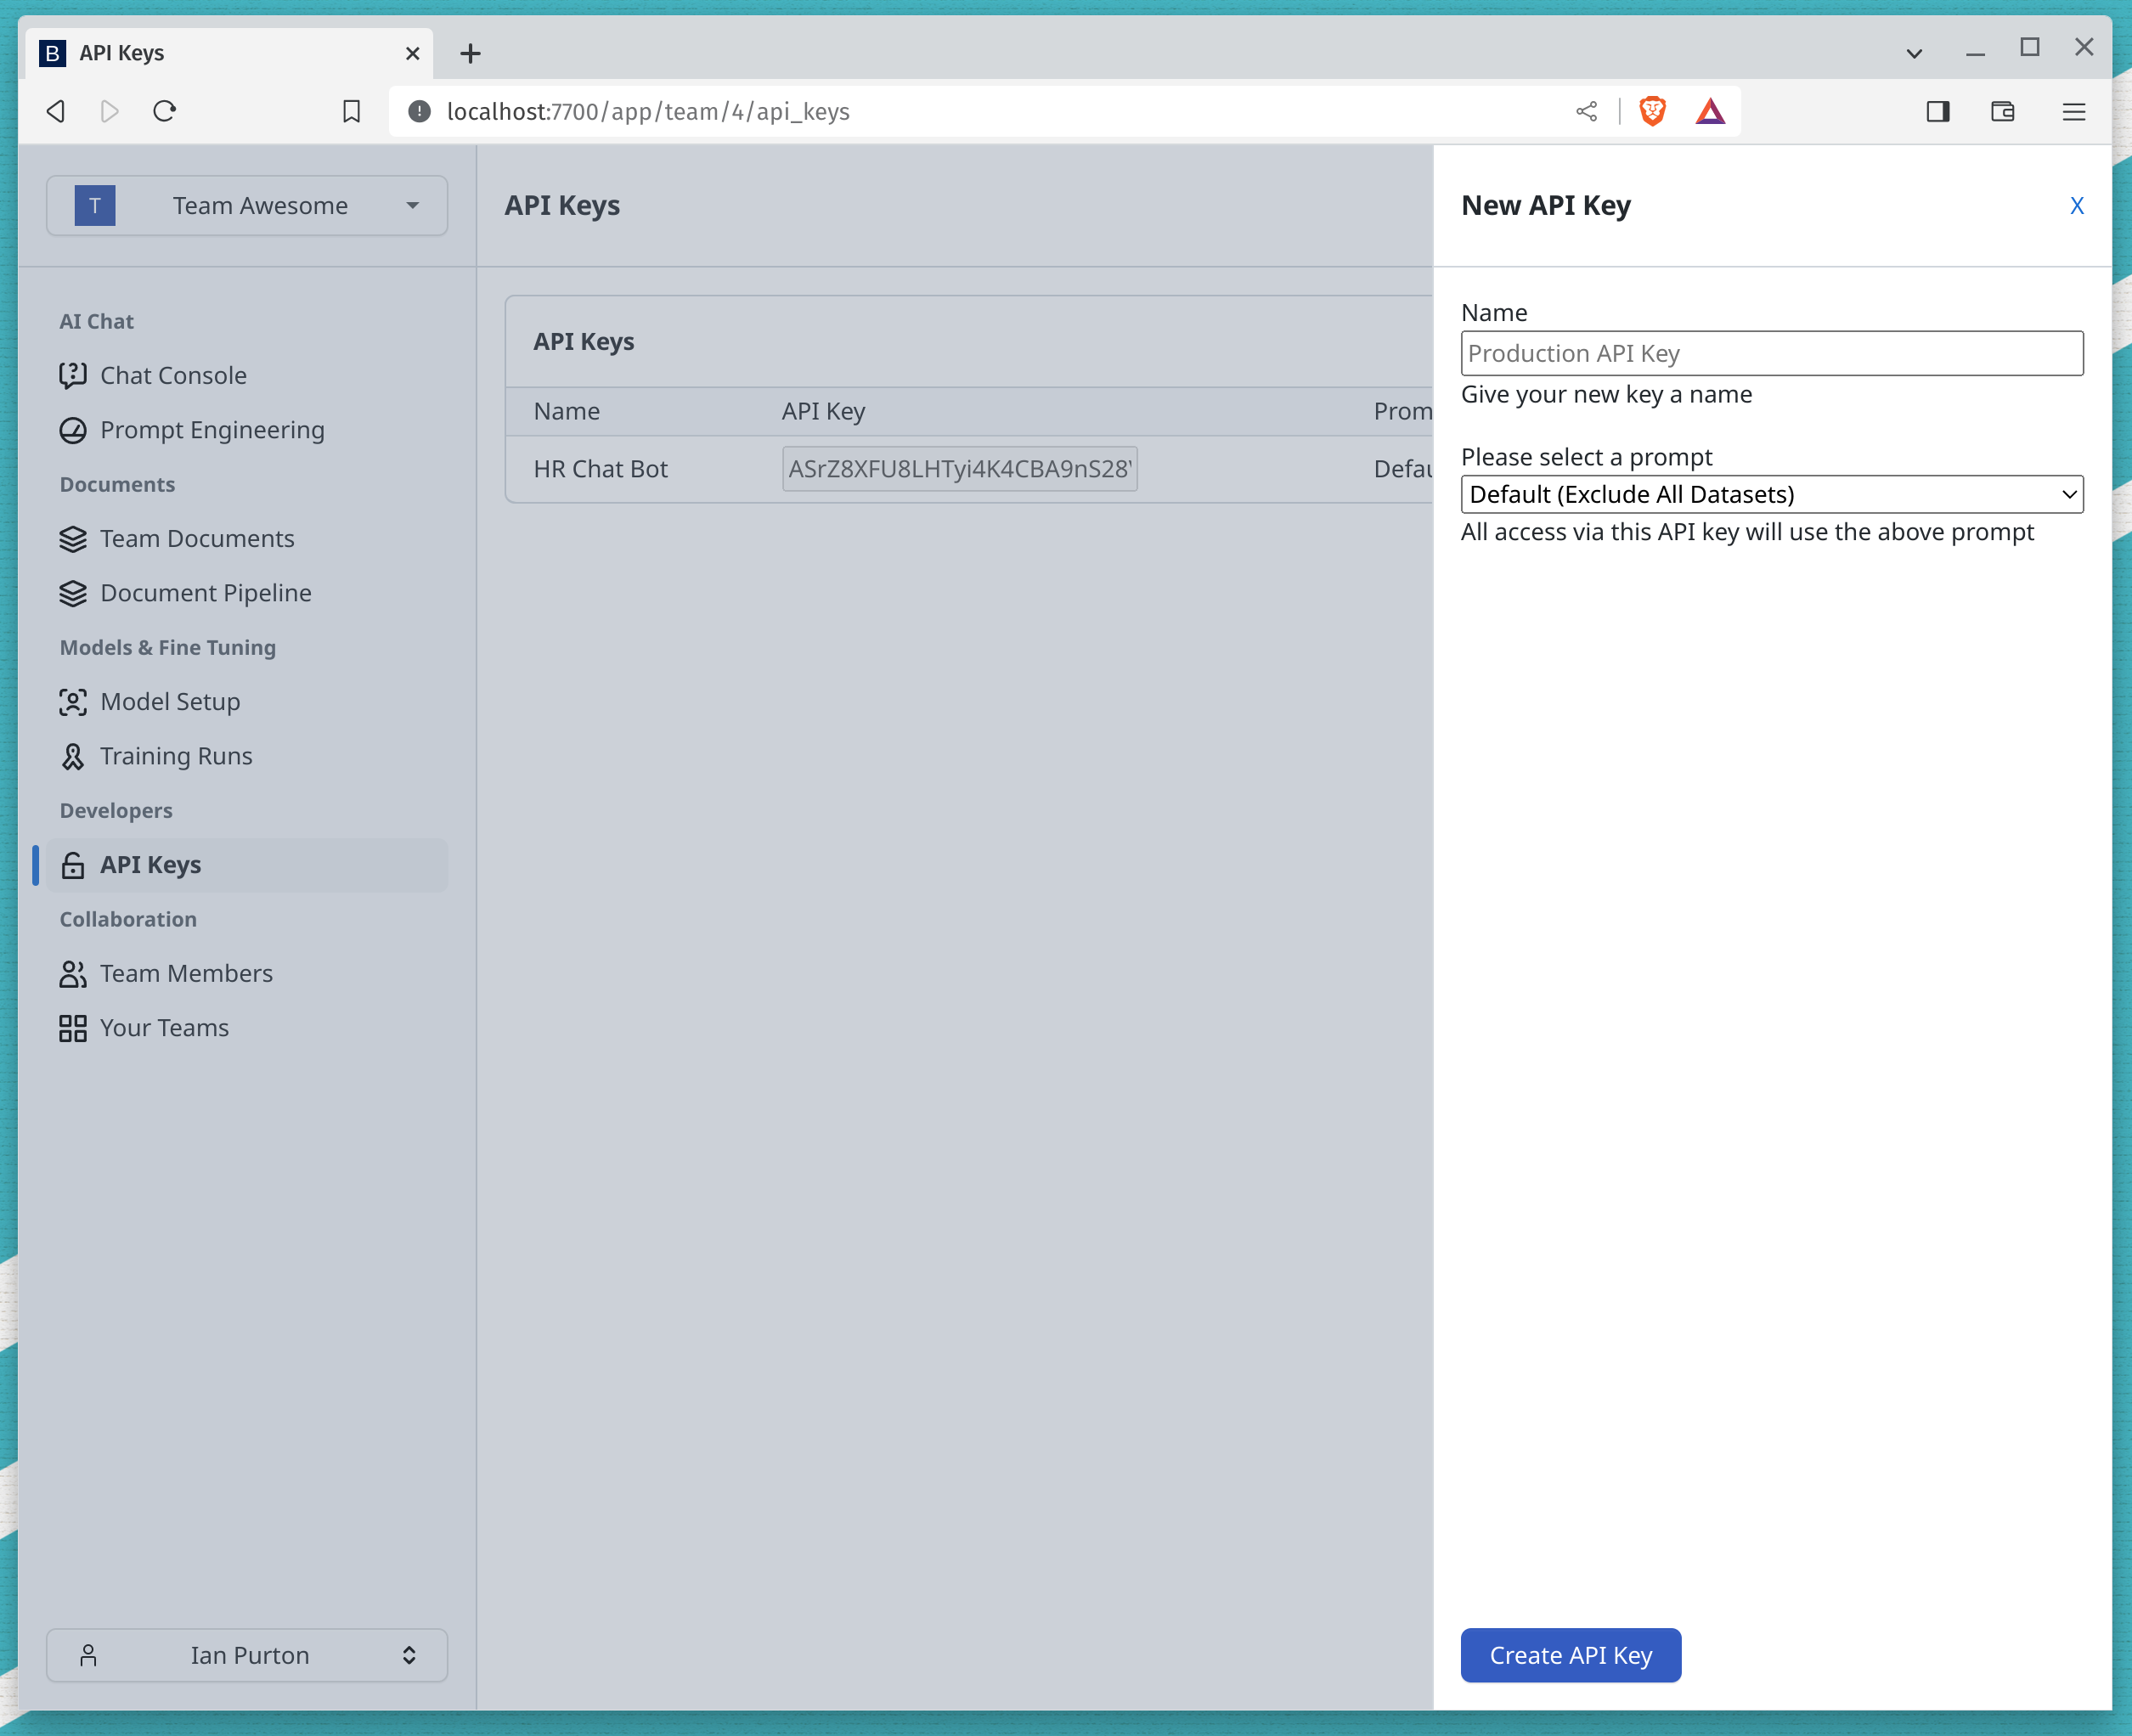 B API Keys
localhost:7700/app/team/4/api_keys
T Team Awesome
AI Chat
Chat Console
Prompt Engineering
Documents
Team Documents
Document Pipeline
Models & Fine Tuning
Model Setup
Training Runs
Developers
API Keys
Collaboration
Team Members
Your Teams
Ian Purton
API Keys
API Keys
Name API Key Prom
HR Chat Bot ASrZ8XFU8LHTyi4K4CBA9nS28 Defau
New API Key X
Name
Production API Key
Give your new key a name
Please select a prompt
Default (Exclude All Datasets)
All access via this API key will use the above prompt
Create API Key